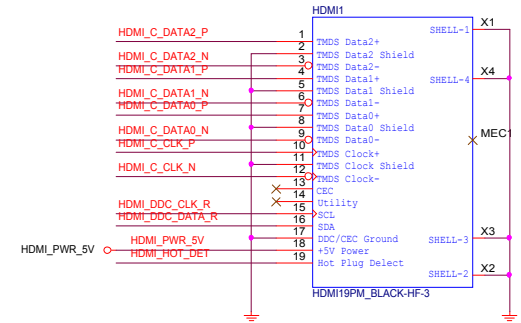 HDMI1
HDMI_C_DATA2_P 1 TMDS Data2+ SHELL-1 X1
2 TMDS Data2 Shield
HDMI_C_DATA2_N 3 TMDS Data2-
HDMI_C_DATA1_P 4 TMDS Data1+ SHELL-4 X4
5 TMDS Data1 Shield
HDMI_C_DATA1_N 6 TMDS Data1-
HDMI_C_DATA0_P 7 TMDS Data0+
8 TMDS Data0 Shield
HDMI_C_DATA0_N 9 TMDS Data0- MEC1
HDMI_C_CLK_P 10 TMDS Clock+
11 TMDS Clock Shield
HDMI_C_CLK_N 12 TMDS Clock-
13 CEC
14 Utility
HDMI_DDC_CLK_R 15 SCL
HDMI_DDC_DATA_R 16 SDA
17 DDC/CEC Ground SHELL-3 X3
HDMI_PWR_5V HDMI_PWR_5V 18 +5V Power
HDMI_HOT_DET 19 Hot Plug Delect
SHELL-2 X2
HDMI19PM_BLACK-HF-3